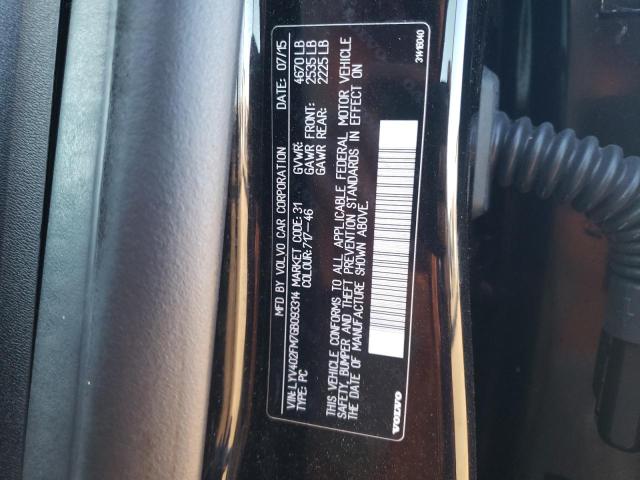 MFD BY VOLVO CAR CORPORATION DATE: 07/15
VIN: LYV402FM7GB093314 MARKET CODE: 31 GVWR: 4670 LB
TYPE: PC COLOUR: 717-46 GAWR FRONT: 2535 LB
GAWR REAR: 2225 LB
THIS VEHICLE CONFORMS TO ALL APPLICABLE FEDERAL MOTOR VEHICLE
SAFETY, BUMPER AND THEFT PREVENTION STANDARDS IN EFFECT ON
THE DATE OF MANUFACTURE SHOWN ABOVE.
VOLVO
31418040